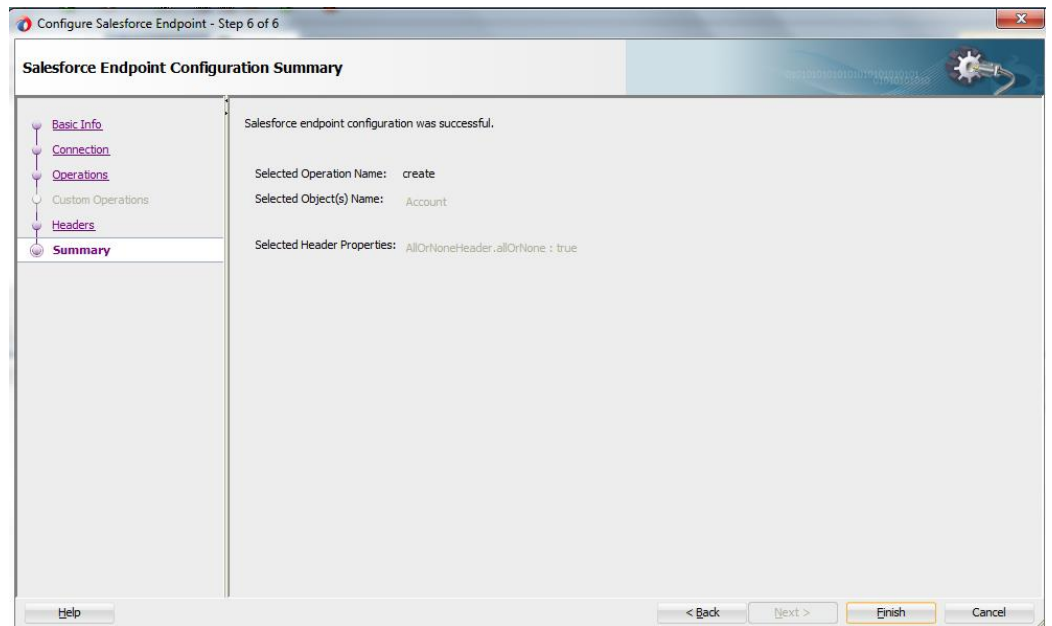 Configure Salesforce Endpoint - Step 6 of 6
x
Salesforce Endpoint Configuration Summary
Basic Info
Connection
Operations
Custom Operations
Headers
Summary
Salesforce endpoint configuration was successful.
Selected Operation Name: create
Selected Object(s) Name: Account
Selected Header Properties: AllOrNoneHeader.allOrNone : true
Help
< Back
Next >
Finish
Cancel